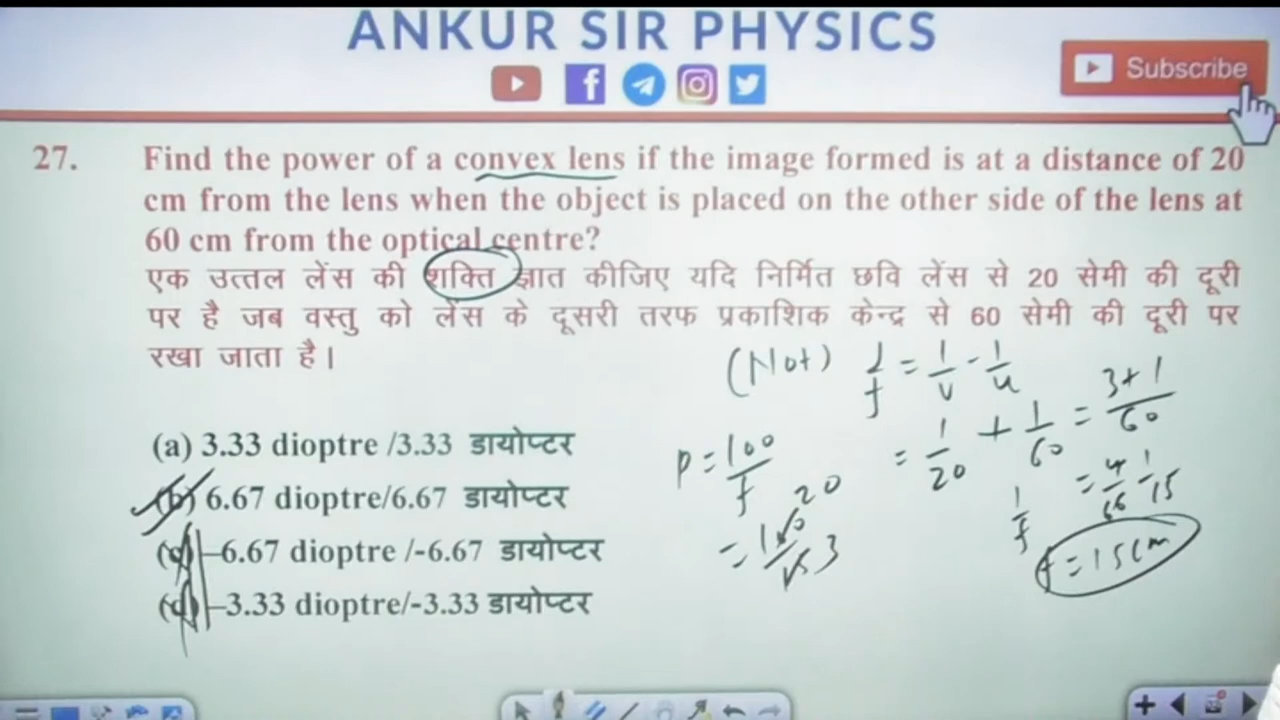 ANKUR SIR PHYSICS
Subscribe
27. Find the power of a convex lens if the image formed is at a distance of 20
cm from the lens when the object is placed on the other side of the lens at
60 cm from the optical centre?
एक उत्तल लेंस की शक्ति ज्ञात कीजिए यदि निर्मित छवि लेंस से 20 सेमी की दूरी
पर है जब वस्तु को लेंस के दूसरी तरफ प्रकाशिक केन्द्र से 60 सेमी की दूरी पर
रखा जाता है।
(Not) 1/f = 1/v - 1/u
= 1/20 + 1/60 = 3+1/60
= 4/60 1/15
1/f
f = 15cm
(a) 3.33 dioptre /3.33 डायोप्टर
(b) 6.67 dioptre/6.67 डायोप्टर
(c) –6.67 dioptre /-6.67 डायोप्टर
(d) –3.33 dioptre/-3.33 डायोप्टर
P = 100/f
20
= 100/15 3